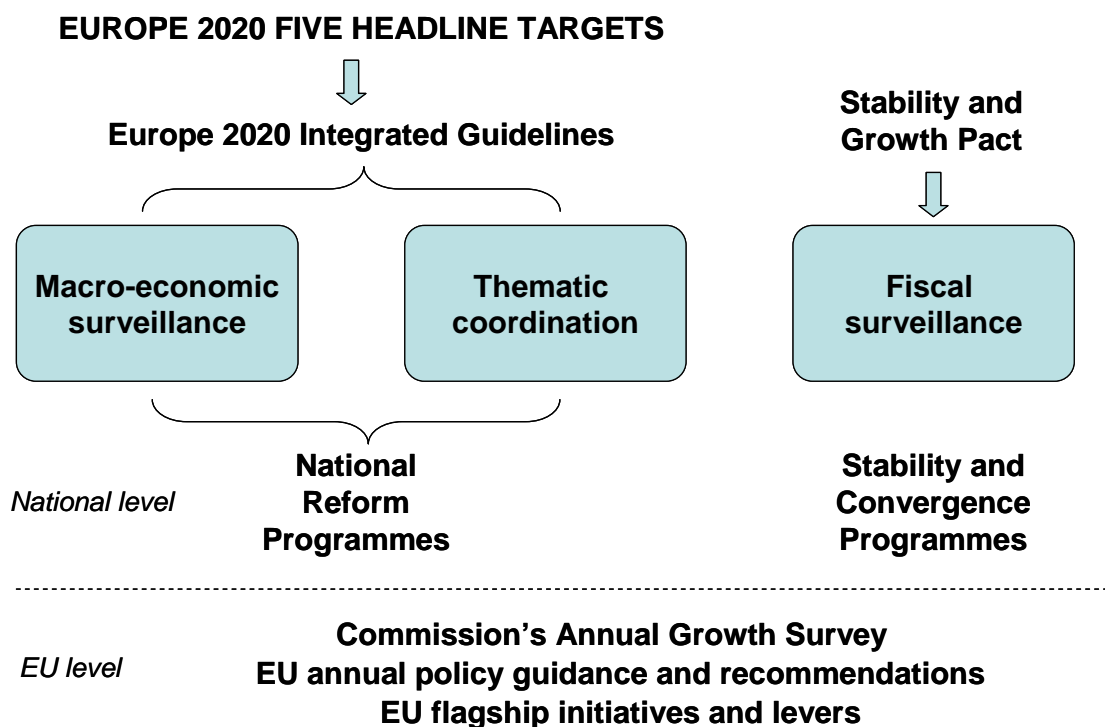 EUROPE 2020 FIVE HEADLINE TARGETS
Europe 2020 Integrated Guidelines
Stability and
Growth Pact
Macro-economic
surveillance
Thematic
coordination
Fiscal
surveillance
National level
National
Reform
Programmes
Stability and
Convergence
Programmes
EU level
Commission’s Annual Growth Survey
EU annual policy guidance and recommendations
EU flagship initiatives and levers